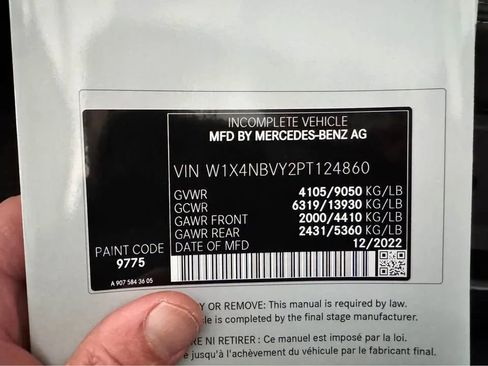 INCOMPLETE VEHICLE
MFD BY MERCEDES-BENZ AG
VIN W1X4NBVY2PT124860
GVWR 4105/9050 KG/LB
GCWR 6319/13930 KG/LB
GAWR FRONT 2000/4410 KG/LB
GAWR REAR 2431/5360 KG/LB
DATE OF MFD 12/2022
PAINT CODE
9775
A 907 584 36 05
Y OR REMOVE: This manual is required by law.
le is completed by the final stage manufacturer.
RE NI RETIRER : Ce manuel est imposé par la loi.
jusqu'à l'achèvement du véhicule par le fabricant final.